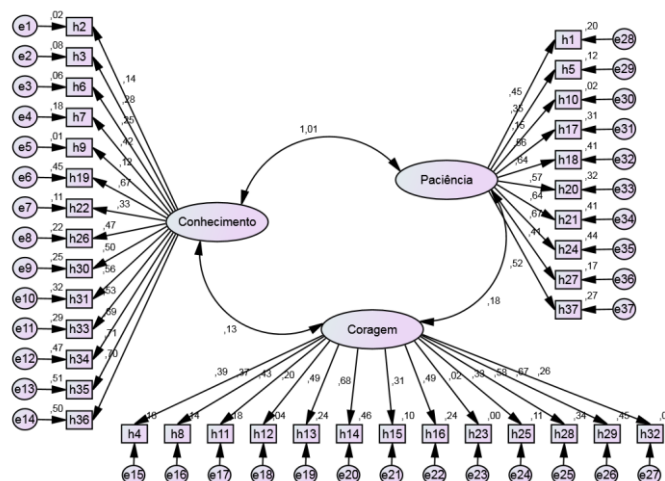 e1 ,02 h2
e2 ,08 h3
e3 ,06 h6
e4 ,18 h7
e5 ,01 h9
e6 ,45 h19
e7 ,11 h22
e8 ,22 h26
e9 ,25 h30
e10 ,32 h31
e11 ,29 h33
e12 ,47 h34
e13 ,51 h35
e14 ,50 h36
,14
,28
,25
,42
,12
,67
,33
,47
,50
,56
,53
,71
,70
Conhecimento
1,01
Paciência
,13
,18
Coragem
,45
,35
,15
,56
,64
,57
,64
,67
,41
,52
h1 ,20 e28
h5 ,12 e29
h10 ,02 e30
h17 ,31 e31
h18 ,41 e32
h20 ,32 e33
h21 ,41 e34
h24 ,44 e35
h27 ,17 e36
h37 ,27 e37
,39 ,37 ,43 ,20 ,49 ,68 ,31 ,49 ,02 ,33 ,58 ,67 ,26
,14 ,18 ,04 ,24 ,46 ,10 ,24 ,00 ,11 ,34 ,45
h4 h8 h11 h12 h13 h14 h15 h16 h23 h25 h28 h29 h32
e15 e16 e17 e18 e19 e20 e21 e22 e23 e24 e25 e26 e27